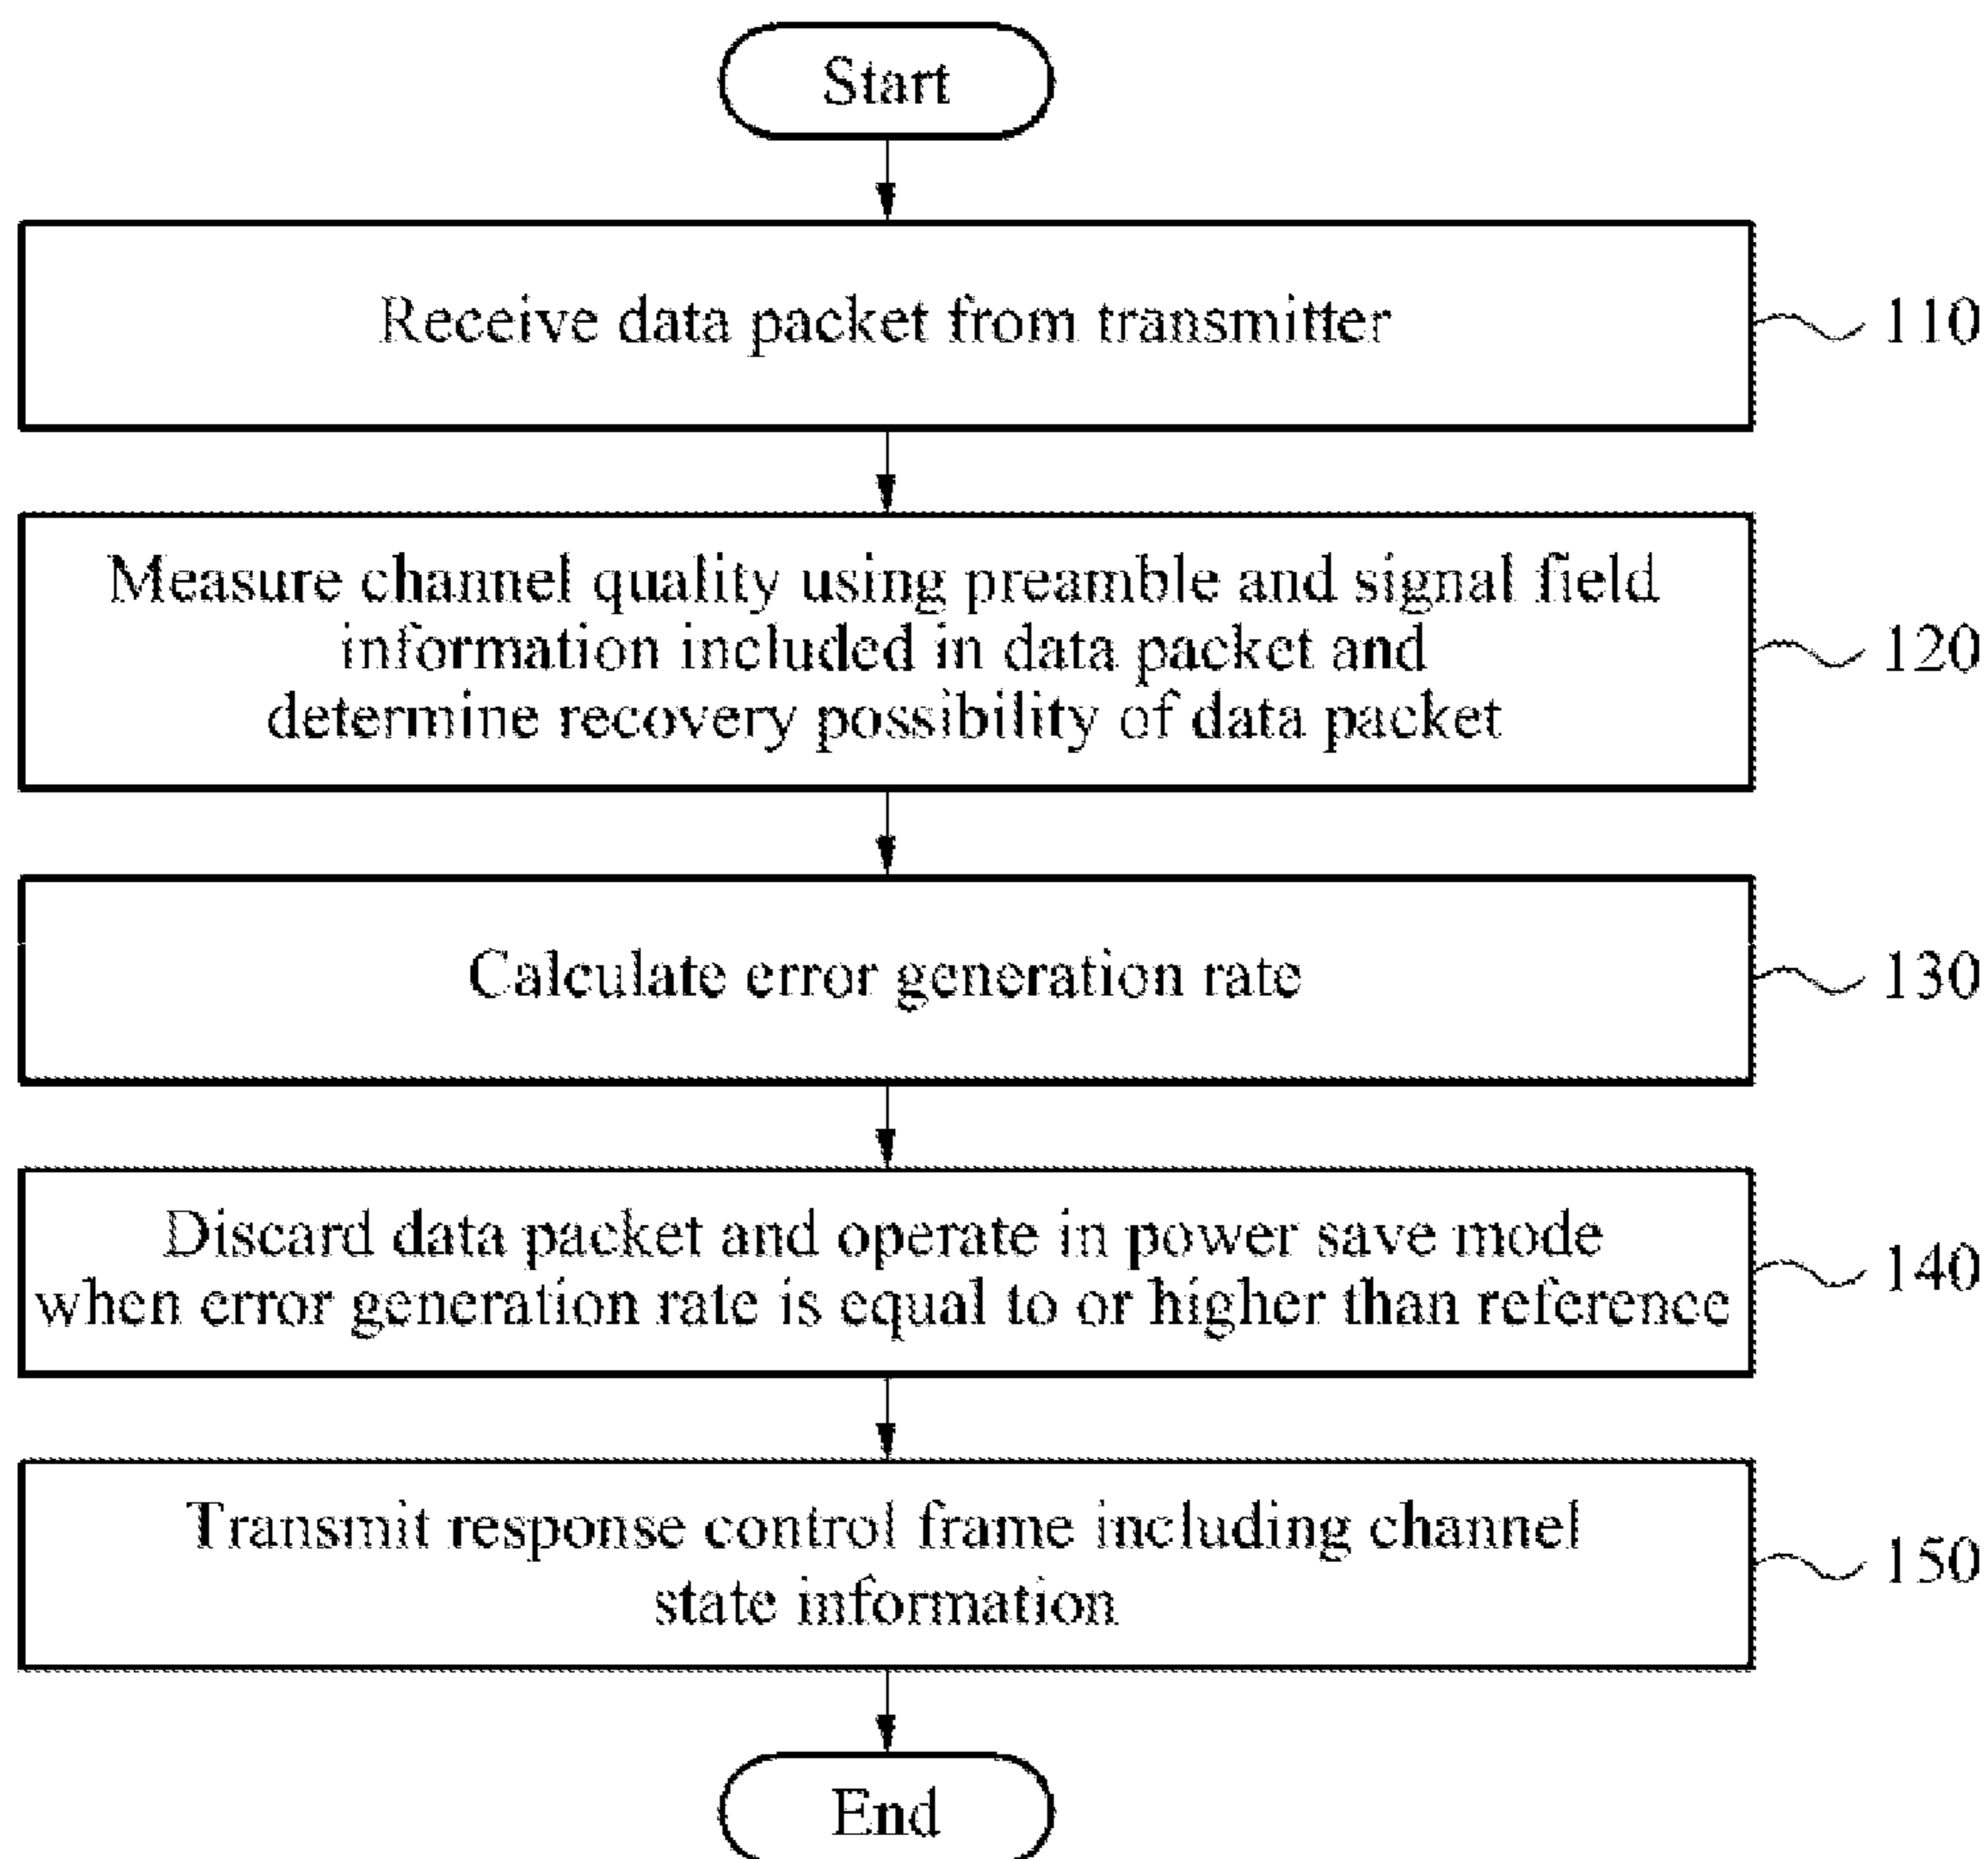 Start
Receive data packet from transmitter
110
Measure channel quality using preamble and signal field
information included in data packet and
determine recovery possibility of data packet
120
Calculate error generation rate
130
Discard data packet and operate in power save mode
when error generation rate is equal to or higher than reference
140
Transmit response control frame including channel
state information
150
End